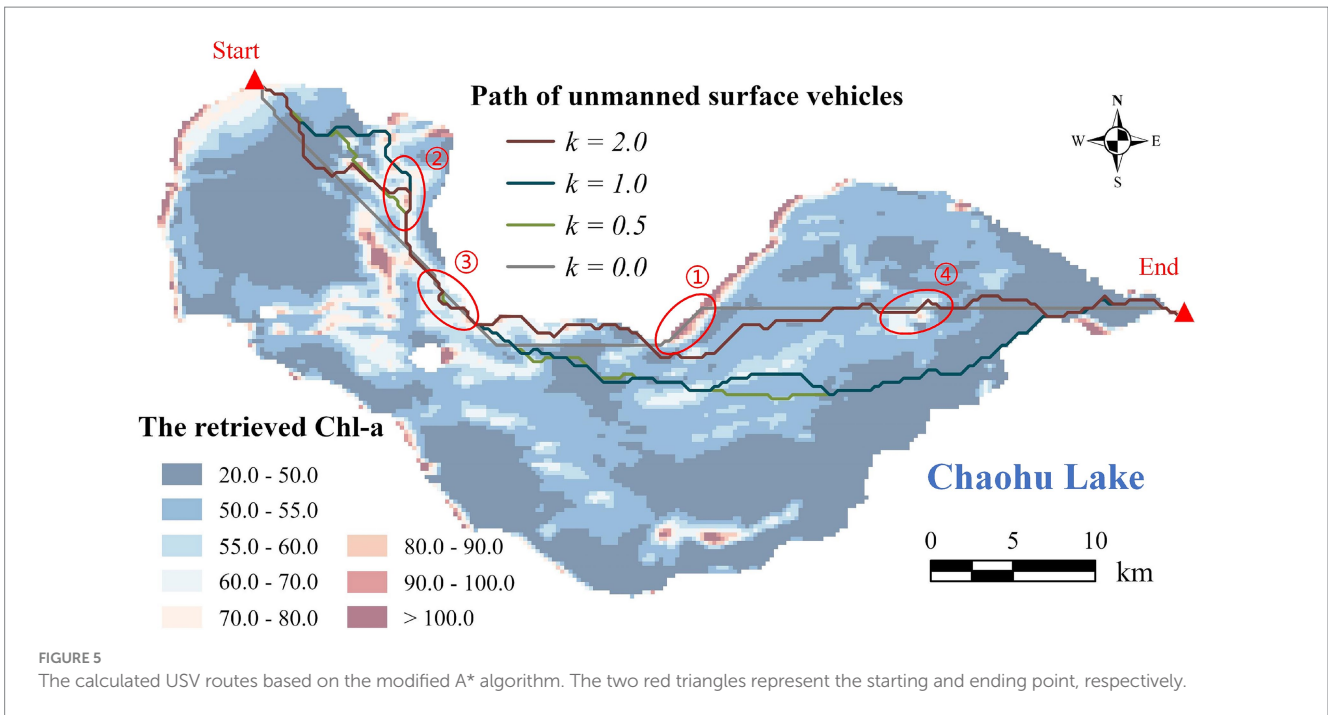 Start
Path of unmanned surface vehicles
k = 2.0
k = 1.0
k = 0.5
k = 0.0
N
W
E
S
②
③
①
④
End
The retrieved Chl-a
20.0 - 50.0
50.0 - 55.0
55.0 - 60.0
60.0 - 70.0
70.0 - 80.0
80.0 - 90.0
90.0 - 100.0
> 100.0
Chaohu Lake
0 5 10
km
FIGURE 5
The calculated USV routes based on the modified A* algorithm. The two red triangles represent the starting and ending point, respectively.